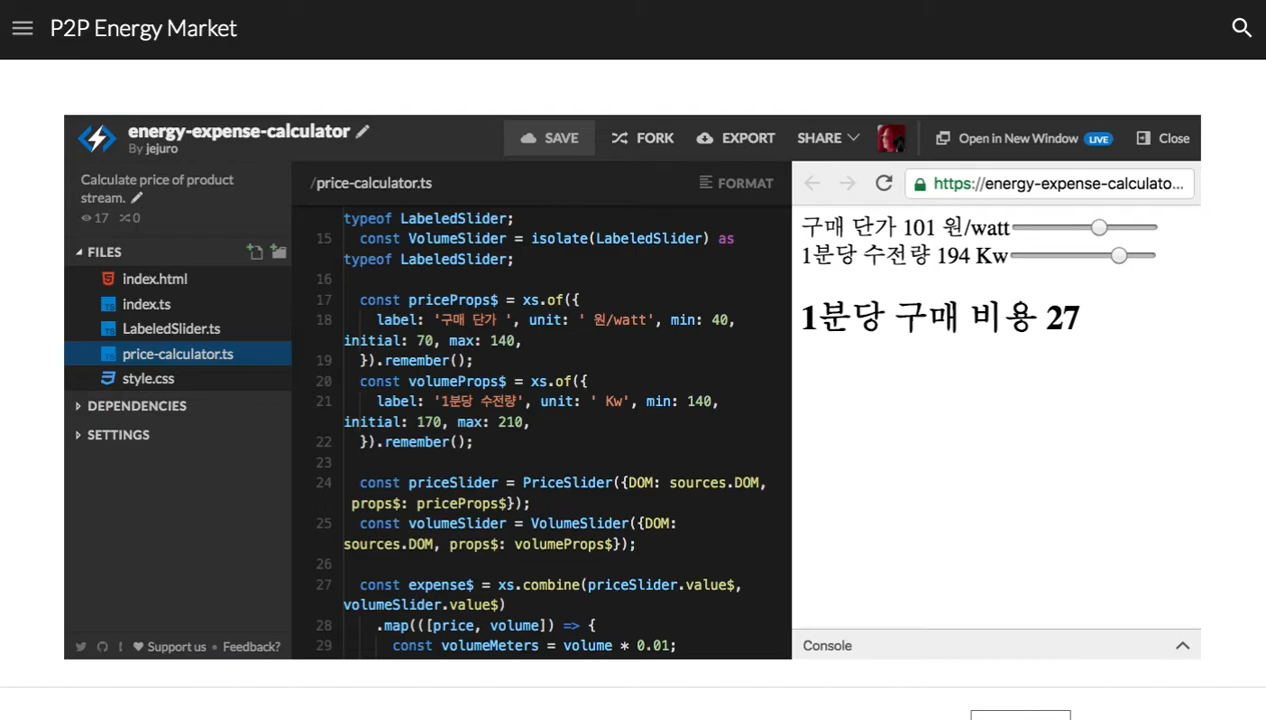 P2P Energy Market
energy-expense-calculator
By jejuro
SAVE
FORK
EXPORT
SHARE
Open in New Window LIVE
Close
Calculate price of product
stream.
17
0
FILES
index.html
index.ts
LabeledSlider.ts
price-calculator.ts
style.css
DEPENDENCIES
SETTINGS
Support us • Feedback?
/price-calculator.ts
FORMAT
typeof LabeledSlider;
15 const VolumeSlider = isolate(LabeledSlider) as
typeof LabeledSlider;
16
17 const priceProps$ = xs.of({
18 label: '구매 단가 ', unit: ' 원/watt', min: 40,
initial: 70, max: 140,
19 }).remember();
20 const volumeProps$ = xs.of({
21 label: '1분당 수전량', unit: ' Kw', min: 140,
initial: 170, max: 210,
22 }).remember();
23
24 const priceSlider = PriceSlider({DOM: sources.DOM,
props$: priceProps$});
25 const volumeSlider = VolumeSlider({DOM:
sources.DOM, props$: volumeProps$});
26
27 const expense$ = xs.combine(priceSlider.value$,
volumeSlider.value$)
28 .map(([price, volume]) => {
29 const volumeMeters = volume * 0.01;
https://energy-expense-calculato...
구매 단가 101 원/watt
1분당 수전량 194 Kw
1분당 구매 비용 27
Console